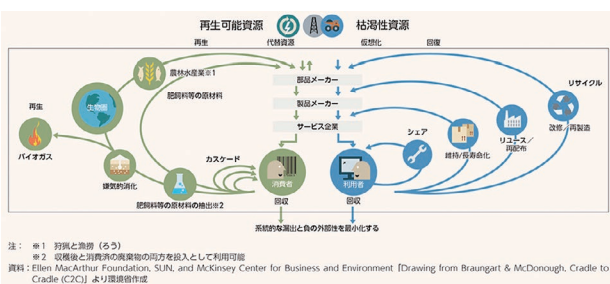 再生可能資源 枯渇性資源
再生 代替資源 仮想化 回復
農林水産業※1
肥飼料等の原材料
生物圏
再生
バイオガス
嫌気的消化
肥飼料等の原材料の抽出※2
カスケード
部品メーカー
製品メーカー
サービス企業
消費者
利用者
回収 回収
シェア
維持/長寿命化
リユース/
再配布
リサイクル
改修/再製造
系統的な漏出と負の外部性を最小化する
注： ※1 狩猟と漁撈（ろう）
※2 収穫後と消費済の廃棄物の両方を投入として利用可能
資料：Ellen MacArthur Foundation, SUN, and McKinsey Center for Business and Environment「Drawing from Braungart & McDonough, Cradle to
Cradle (C2C)」より環境省作成